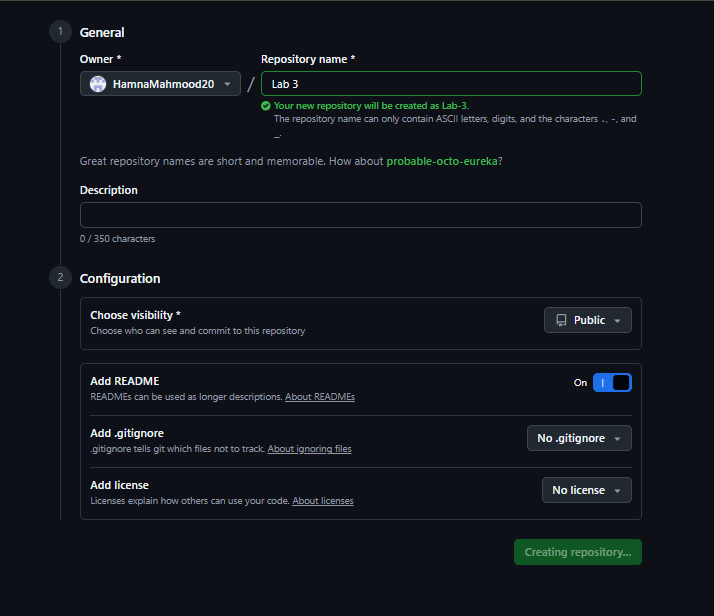 1 General
Owner * Repository name *
HamnaMahmood20 / Lab 3
Your new repository will be created as Lab-3.
The repository name can only contain ASCII letters, digits, and the characters ., -, and
_.
Great repository names are short and memorable. How about probable-octo-eureka?
Description
0 / 350 characters
2 Configuration
Choose visibility *
Choose who can see and commit to this repository
Public
Add README
READMEs can be used as longer descriptions. About READMEs
On
Add .gitignore
.gitignore tells git which files not to track. About ignoring files
No .gitignore
Add license
Licenses explain how others can use your code. About licenses
No license
Creating repository...